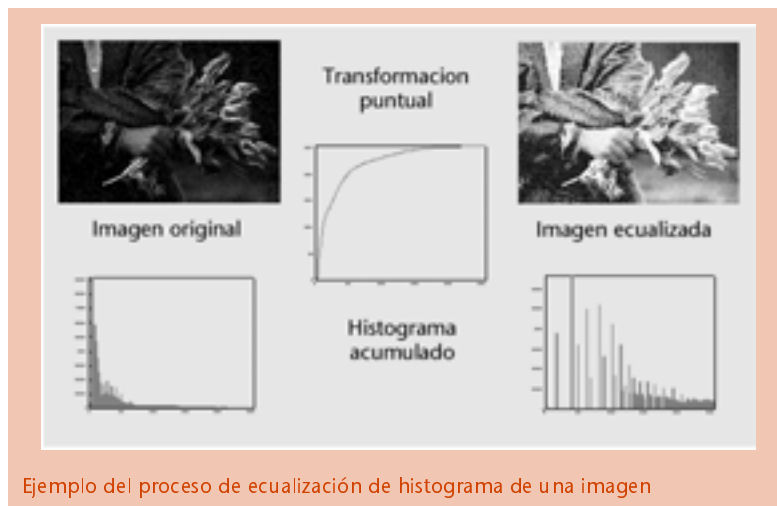 Transformacion
puntual
Imagen original
Imagen ecualizada
Histograma
acumulado
Ejemplo del proceso de ecualización de histograma de una imagen